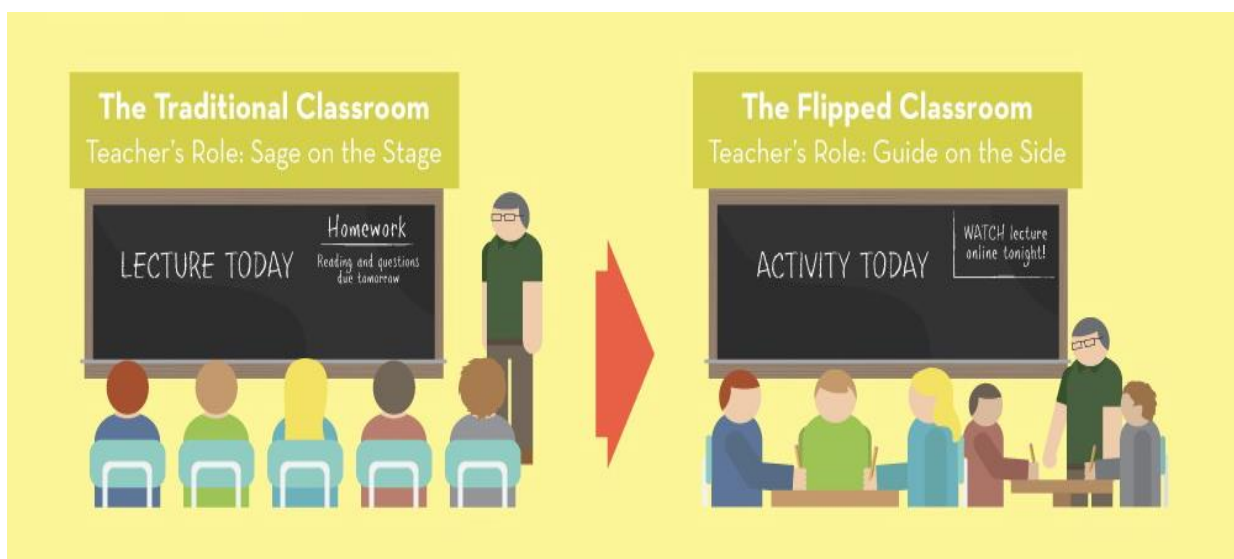 The Traditional Classroom
Teacher's Role: Sage on the Stage
LECTURE TODAY
Homework
Reading and questions
due tomorrow
The Flipped Classroom
Teacher's Role: Guide on the Side
ACTIVITY TODAY
WATCH lecture
online tonight!